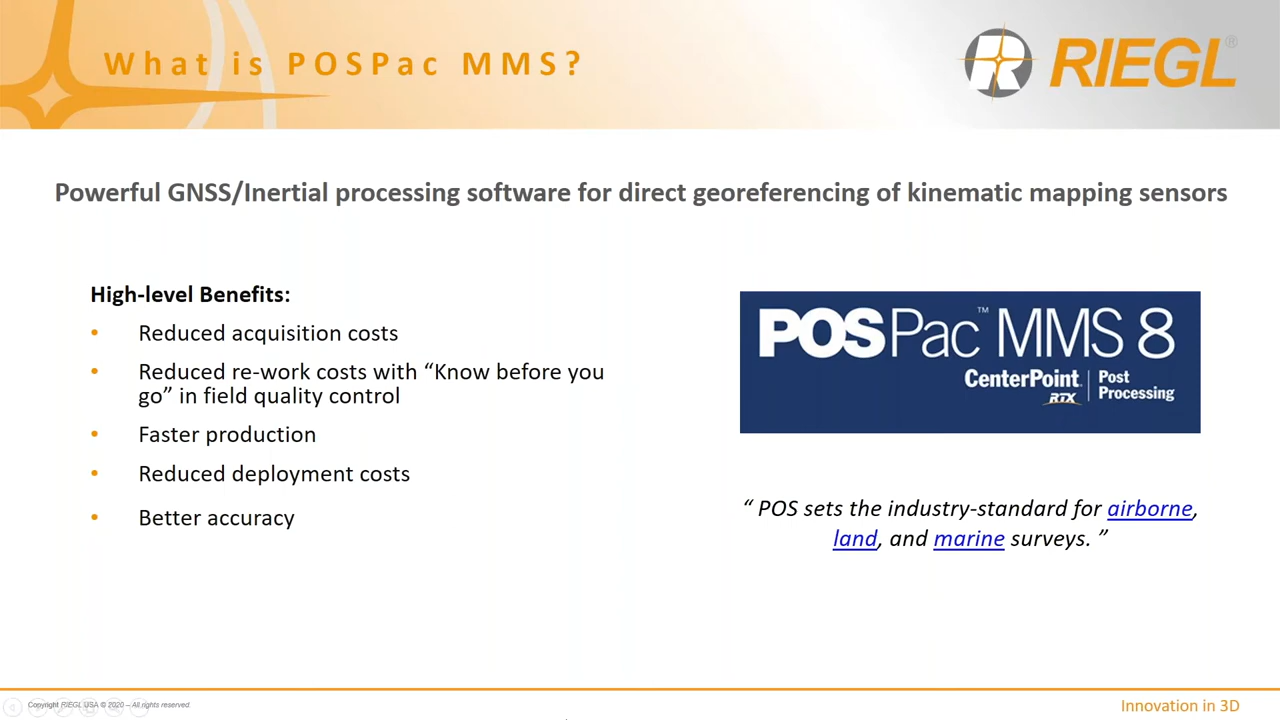 What is POSPac MMS?
RIEGL®
Powerful GNSS/Inertial processing software for direct georeferencing of kinematic mapping sensors
High-level Benefits:
• Reduced acquisition costs
• Reduced re-work costs with “Know before you
go” in field quality control
• Faster production
• Reduced deployment costs
• Better accuracy
POSPac™ MMS 8
CenterPoint RTX | Post
Processing
“ POS sets the industry-standard for airborne,
land, and marine surveys. ”
Copyright RIEGL USA © 2020 – All rights reserved.
Innovation in 3D